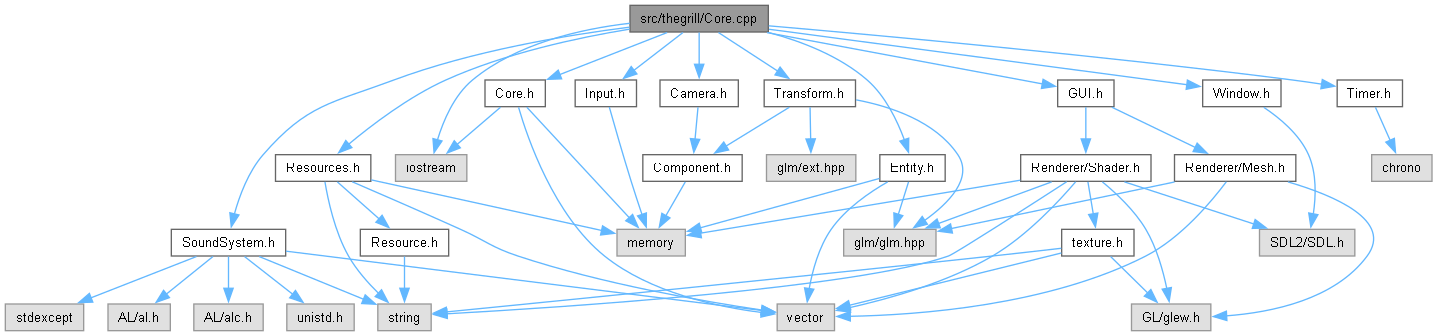 src/thegrill/Core.cpp
Core.h
Input.h
Camera.h
Transform.h
GUI.h
Window.h
Timer.h
Resources.h
iostream
Component.h
glm/ext.hpp
Entity.h
Renderer/Shader.h
Renderer/Mesh.h
chrono
SoundSystem.h
Resource.h
memory
glm/glm.hpp
texture.h
SDL2/SDL.h
stdexcept
AL/al.h
AL/alc.h
unistd.h
string
vector
GL/glew.h